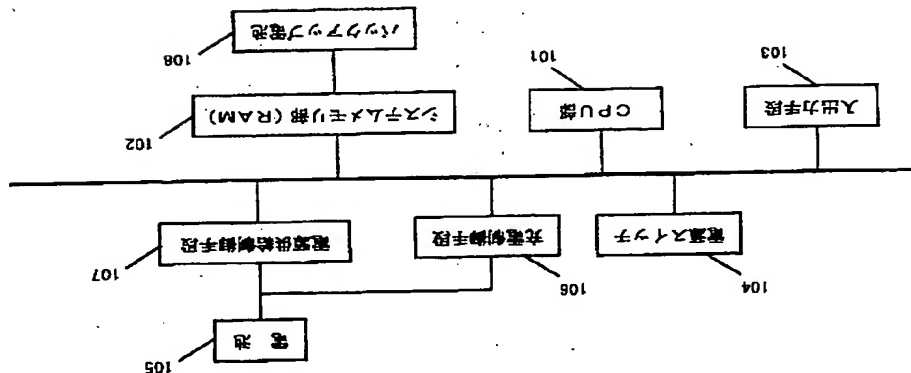 105
電 池
104
106
107
電源スイッチ
充電制御手段
電源供給制御手段
102
入出力手段
CPU部
システムメモリ部(RAM)
103
101
108
バックアップ電池